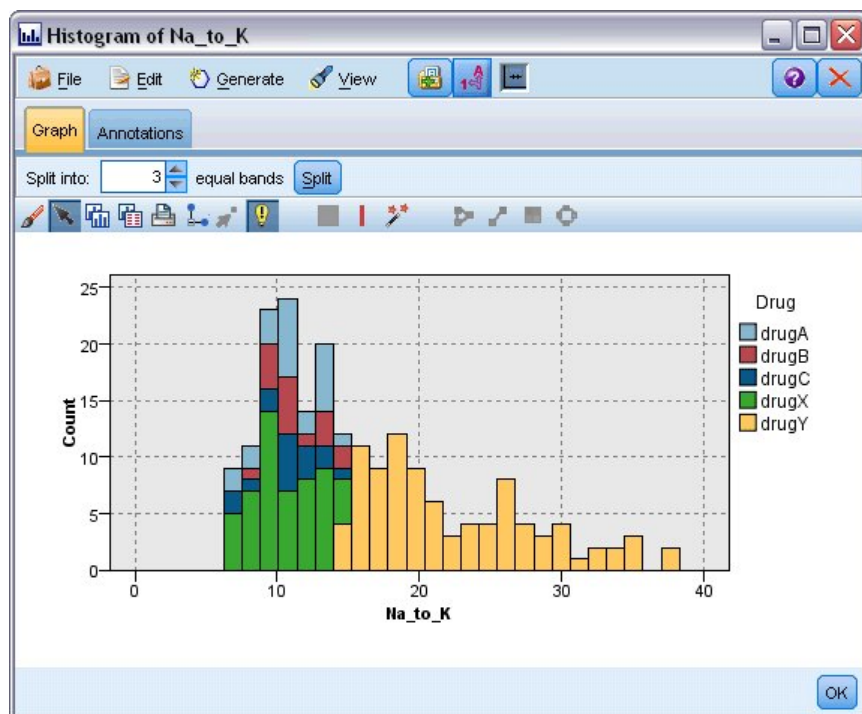 Histogram of Na_to_K
File Edit Generate View
Graph Annotations
Split into: 3 equal bands Split
25
20
15
10
5
0
Count
0 10 20 30 40
Na_to_K
Drug
drugA
drugB
drugC
drugX
drugY
OK